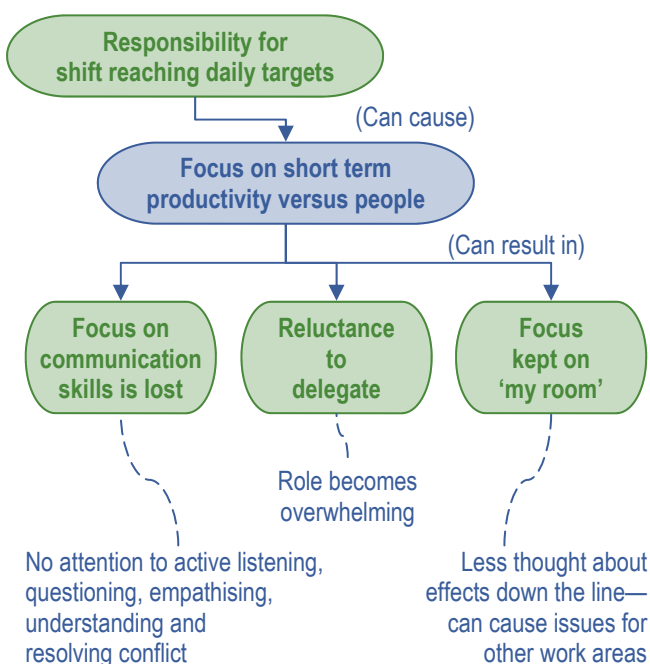 Responsibility for
shift reaching daily targets
(Can cause)
Focus on short term
productivity versus people
(Can result in)
Focus on
communication
skills is lost
Reluctance
to
delegate
Focus
kept on
‘my room’
Role becomes
overwhelming
No attention to active listening,
questioning, empathising,
understanding and
resolving conflict
Less thought about
effects down the line—
can cause issues for
other work areas